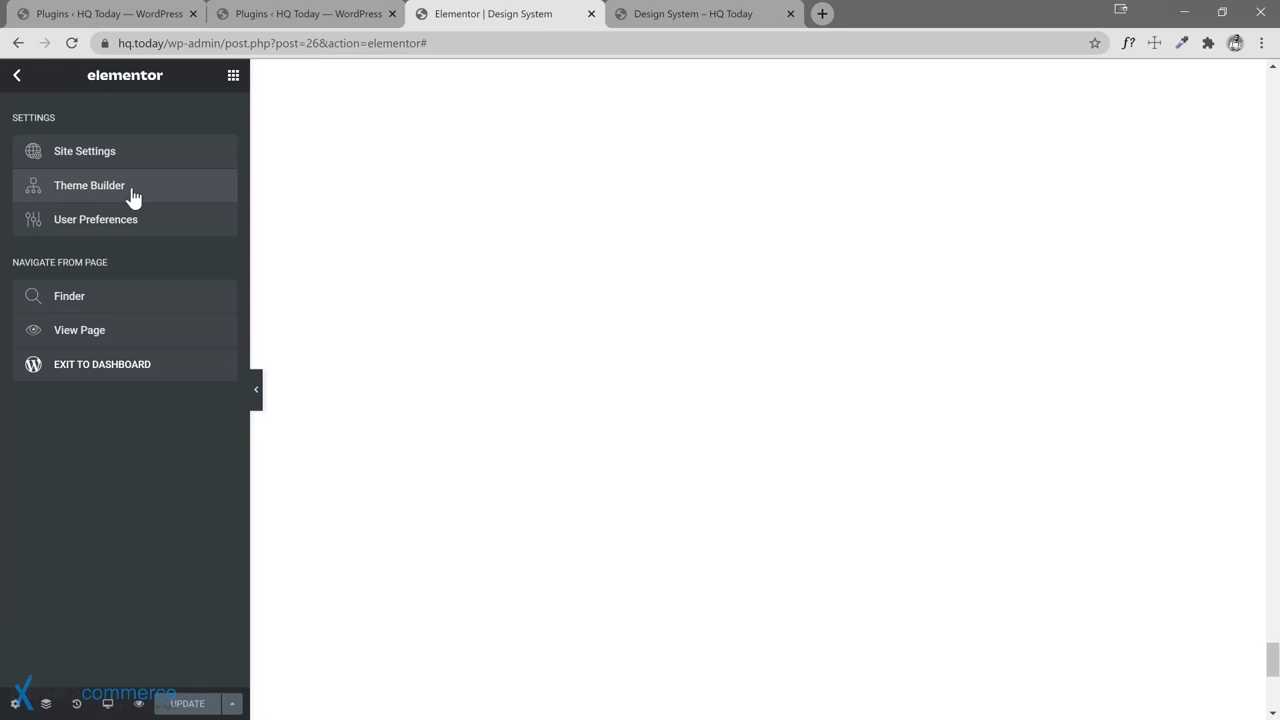 Plugins ‹ HQ Today — WordPress
Plugins ‹ HQ Today — WordPress
Elementor | Design System
Design System – HQ Today
hq.today/wp-admin/post.php?post=26&action=elementor#
f?
elementor
SETTINGS
Site Settings
Theme Builder
User Preferences
NAVIGATE FROM PAGE
Finder
View Page
EXIT TO DASHBOARD
commerce
UPDATE